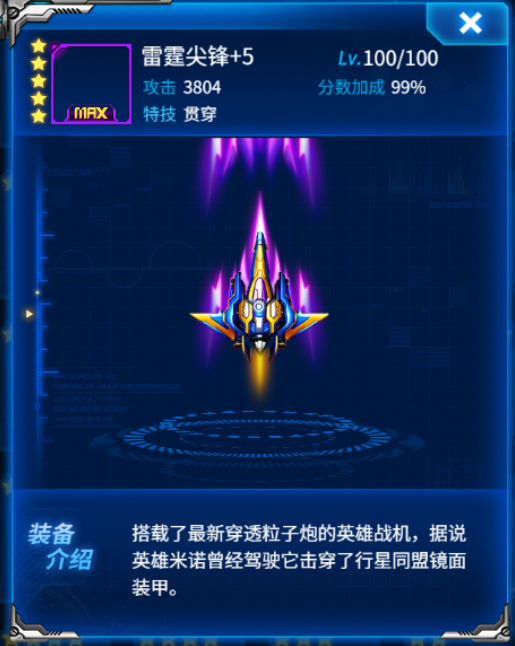 雷霆尖锋+5
Lv.100/100
攻击 3804
分数加成 99%
特技 贯穿
MAX
装备
介绍
搭载了最新穿透粒子炮的英雄战机，据说
英雄米诺曾经驾驶它击穿了行星同盟镜面
装甲。